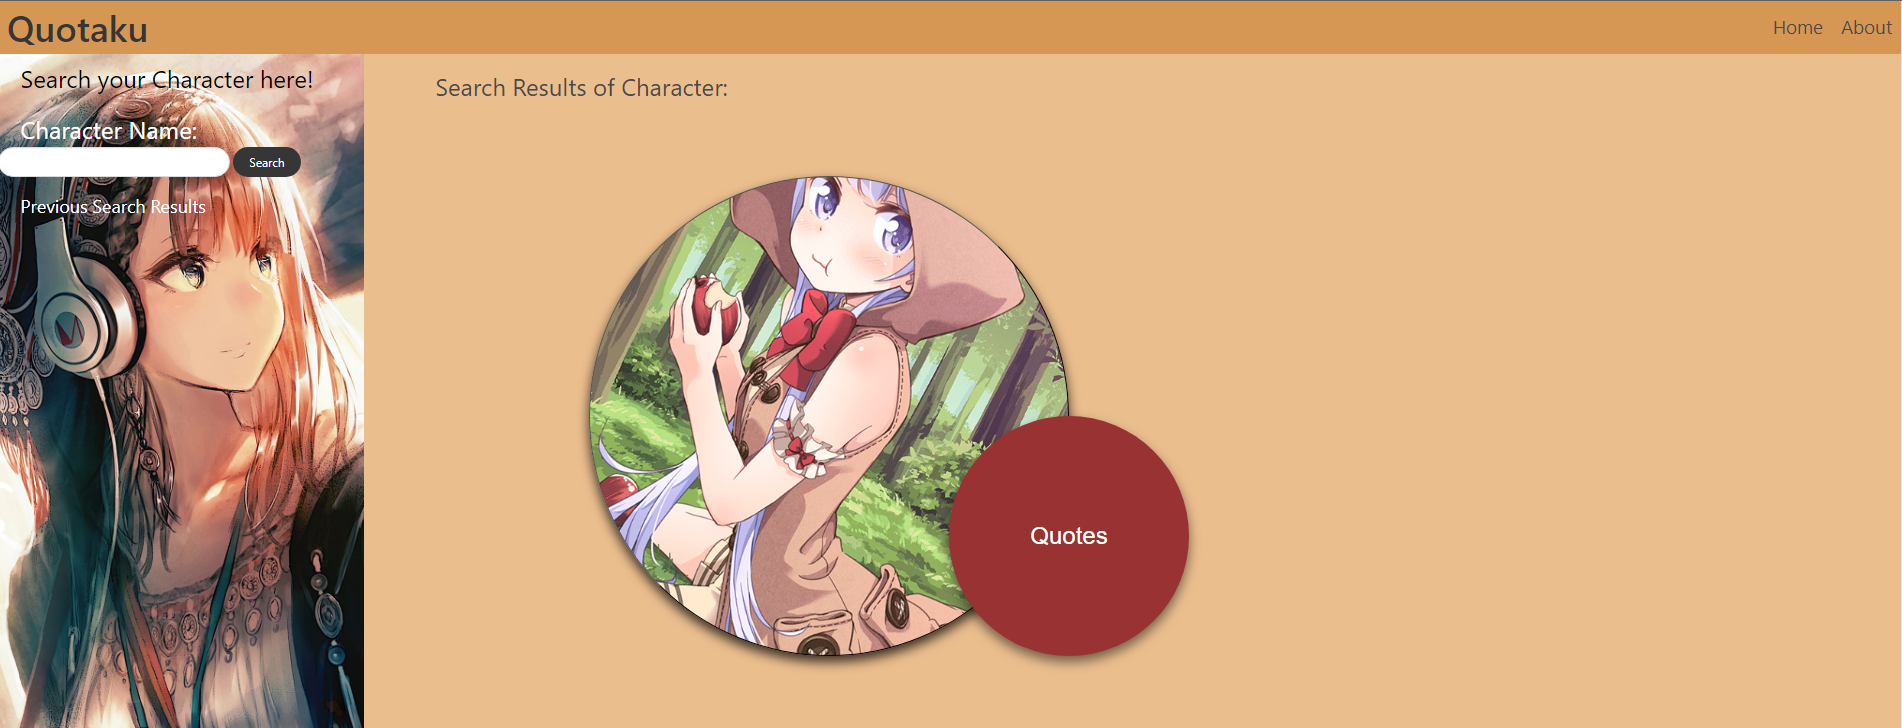 Quotaku
Home About
Search your Character here!
Character Name:
Search
Previous Search Results
Search Results of Character:
Quotes